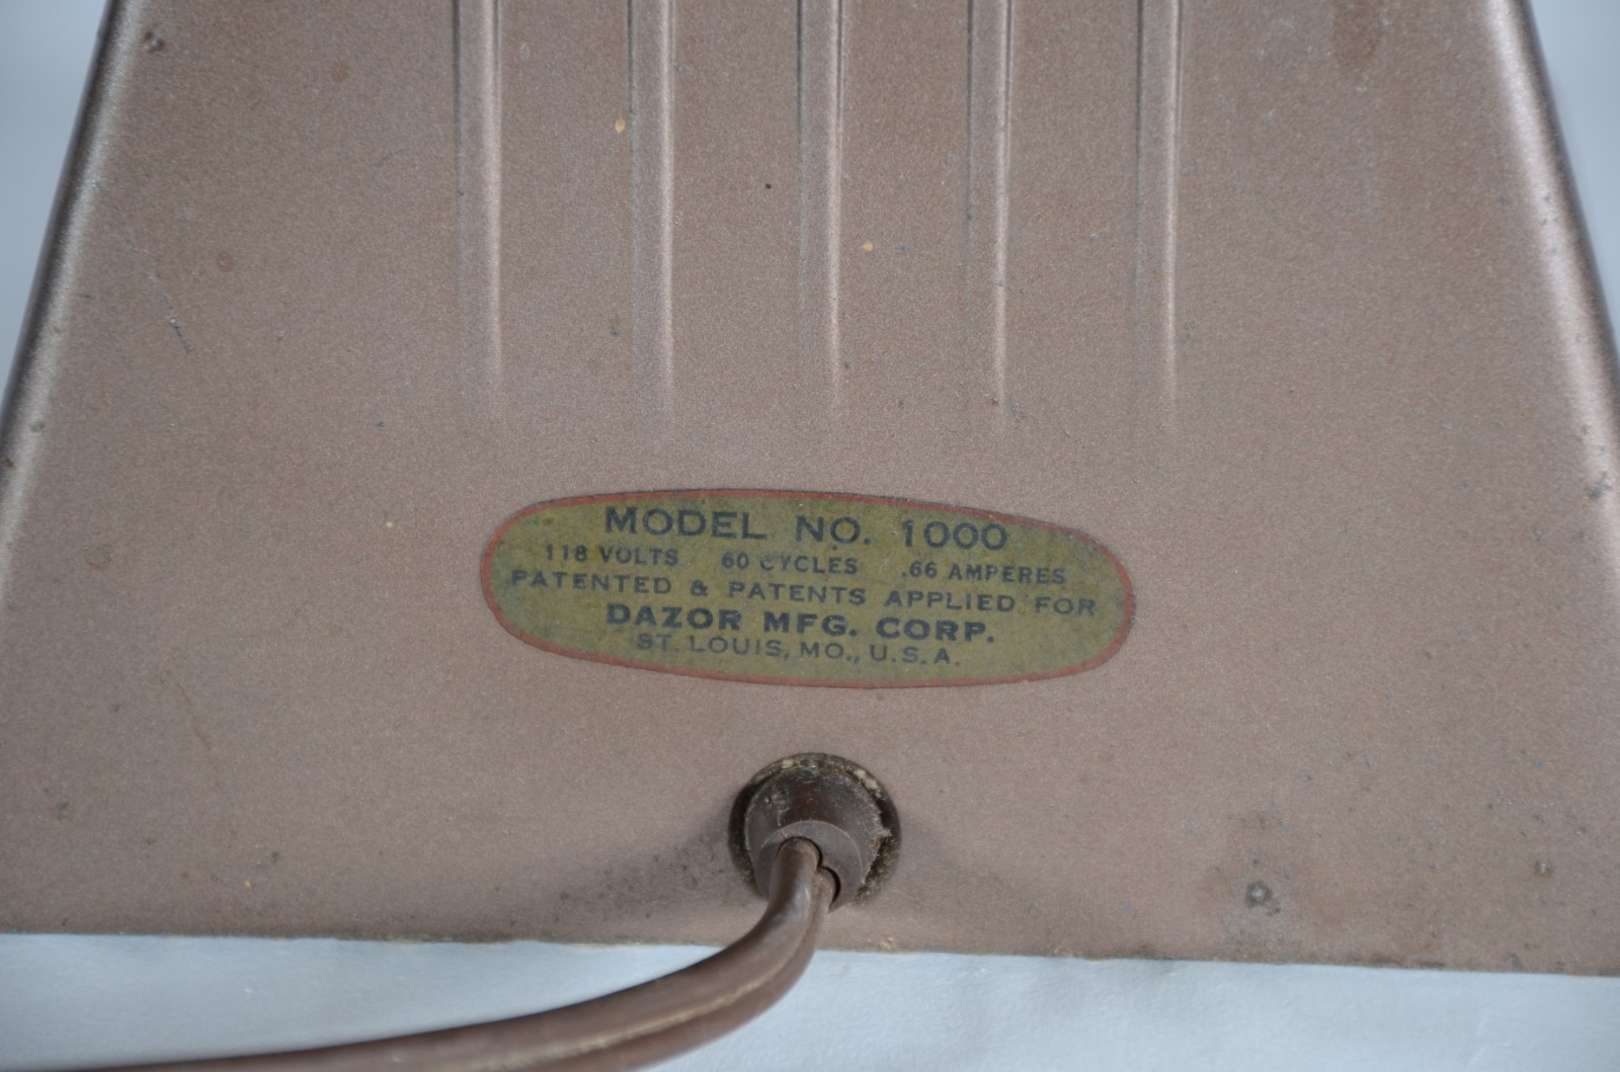 MODEL NO. 1000
118 VOLTS 60 CYCLES .66 AMPERES
PATENTED & PATENTS APPLIED FOR
DAZOR MFG. CORP.
ST. LOUIS, MO., U.S.A.